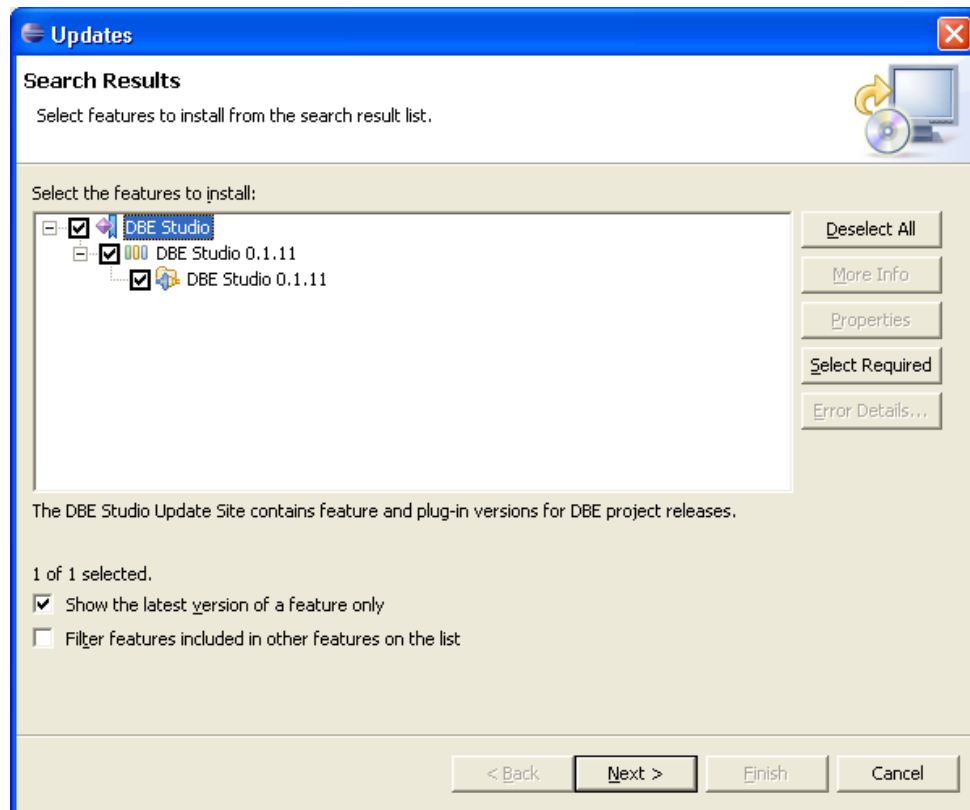 Updates
Search Results
Select features to install from the search result list.
Select the features to install:
DBE Studio
DBE Studio 0.1.11
DBE Studio 0.1.11
Deselect All
More Info
Properties
Select Required
Error Details...
The DBE Studio Update Site contains feature and plug-in versions for DBE project releases.
1 of 1 selected.
Show the latest version of a feature only
Filter features included in other features on the list
< Back
Next >
Finish
Cancel